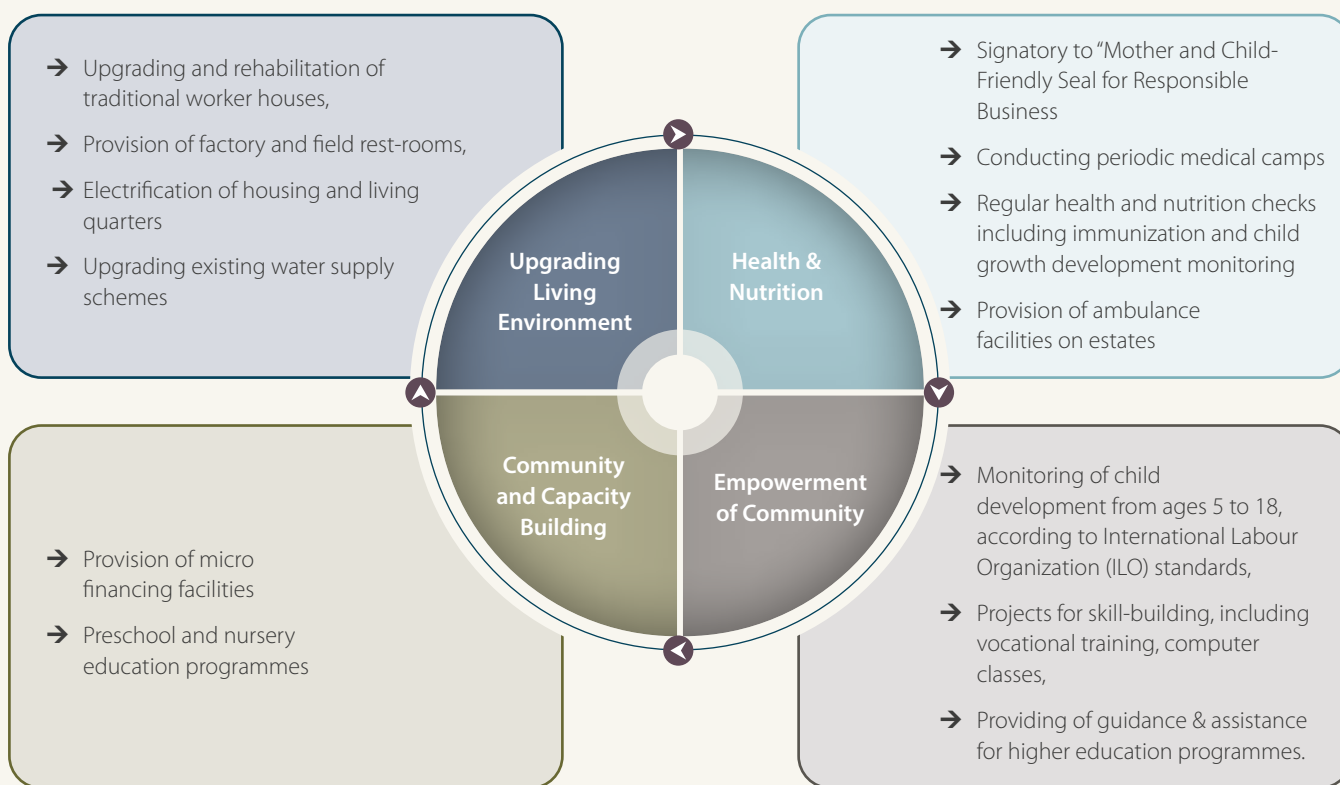 → Upgrading and rehabilitation of
traditional worker houses,
→ Provision of factory and field rest-rooms,
→ Electrification of housing and living
quarters
→ Upgrading existing water supply
schemes
→ Signatory to “Mother and Child-
Friendly Seal for Responsible
Business
→ Conducting periodic medical camps
→ Regular health and nutrition checks
including immunization and child
growth development monitoring
→ Provision of ambulance
facilities on estates
Upgrading
Living
Environment
Health &
Nutrition
Community
and Capacity
Building
Empowerment
of Community
→ Provision of micro
financing facilities
→ Preschool and nursery
education programmes
→ Monitoring of child
development from ages 5 to 18,
according to International Labour
Organization (ILO) standards,
→ Projects for skill-building, including
vocational training, computer
classes,
→ Providing of guidance & assistance
for higher education programmes.